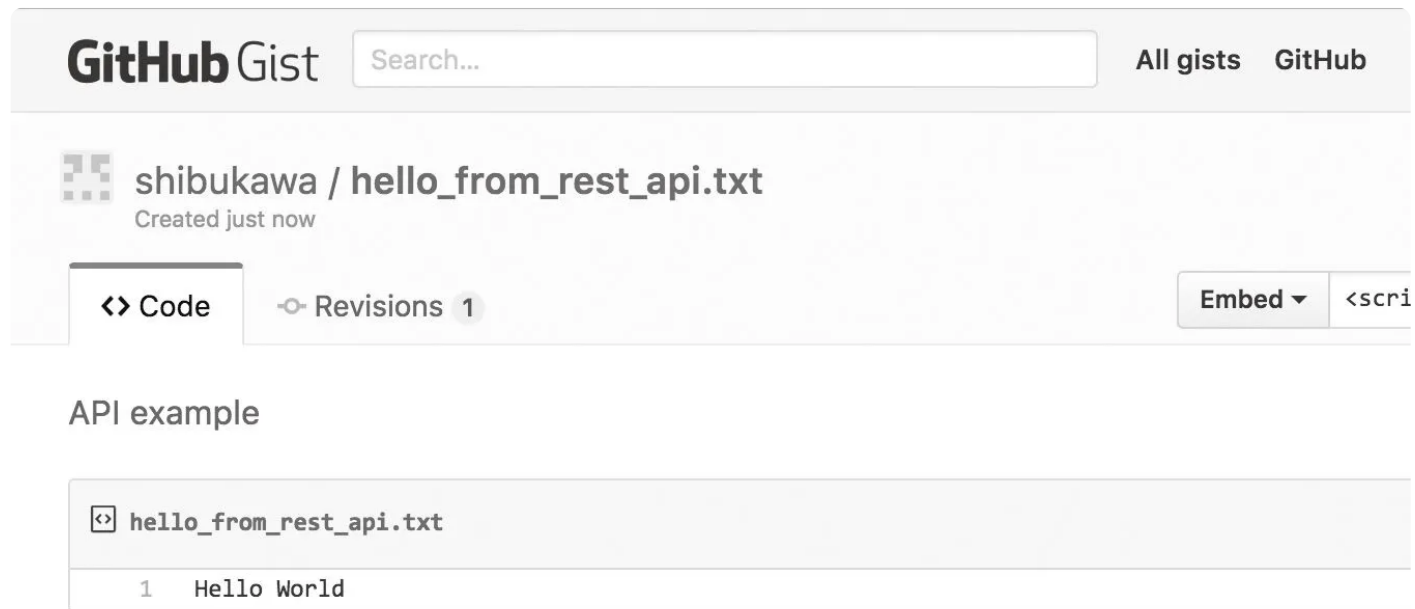 GitHub Gist Search... All gists GitHub
shibukawa / hello_from_rest_api.txt
Created just now
<> Code Revisions 1 Embed <scri
API example
hello_from_rest_api.txt
1 Hello World